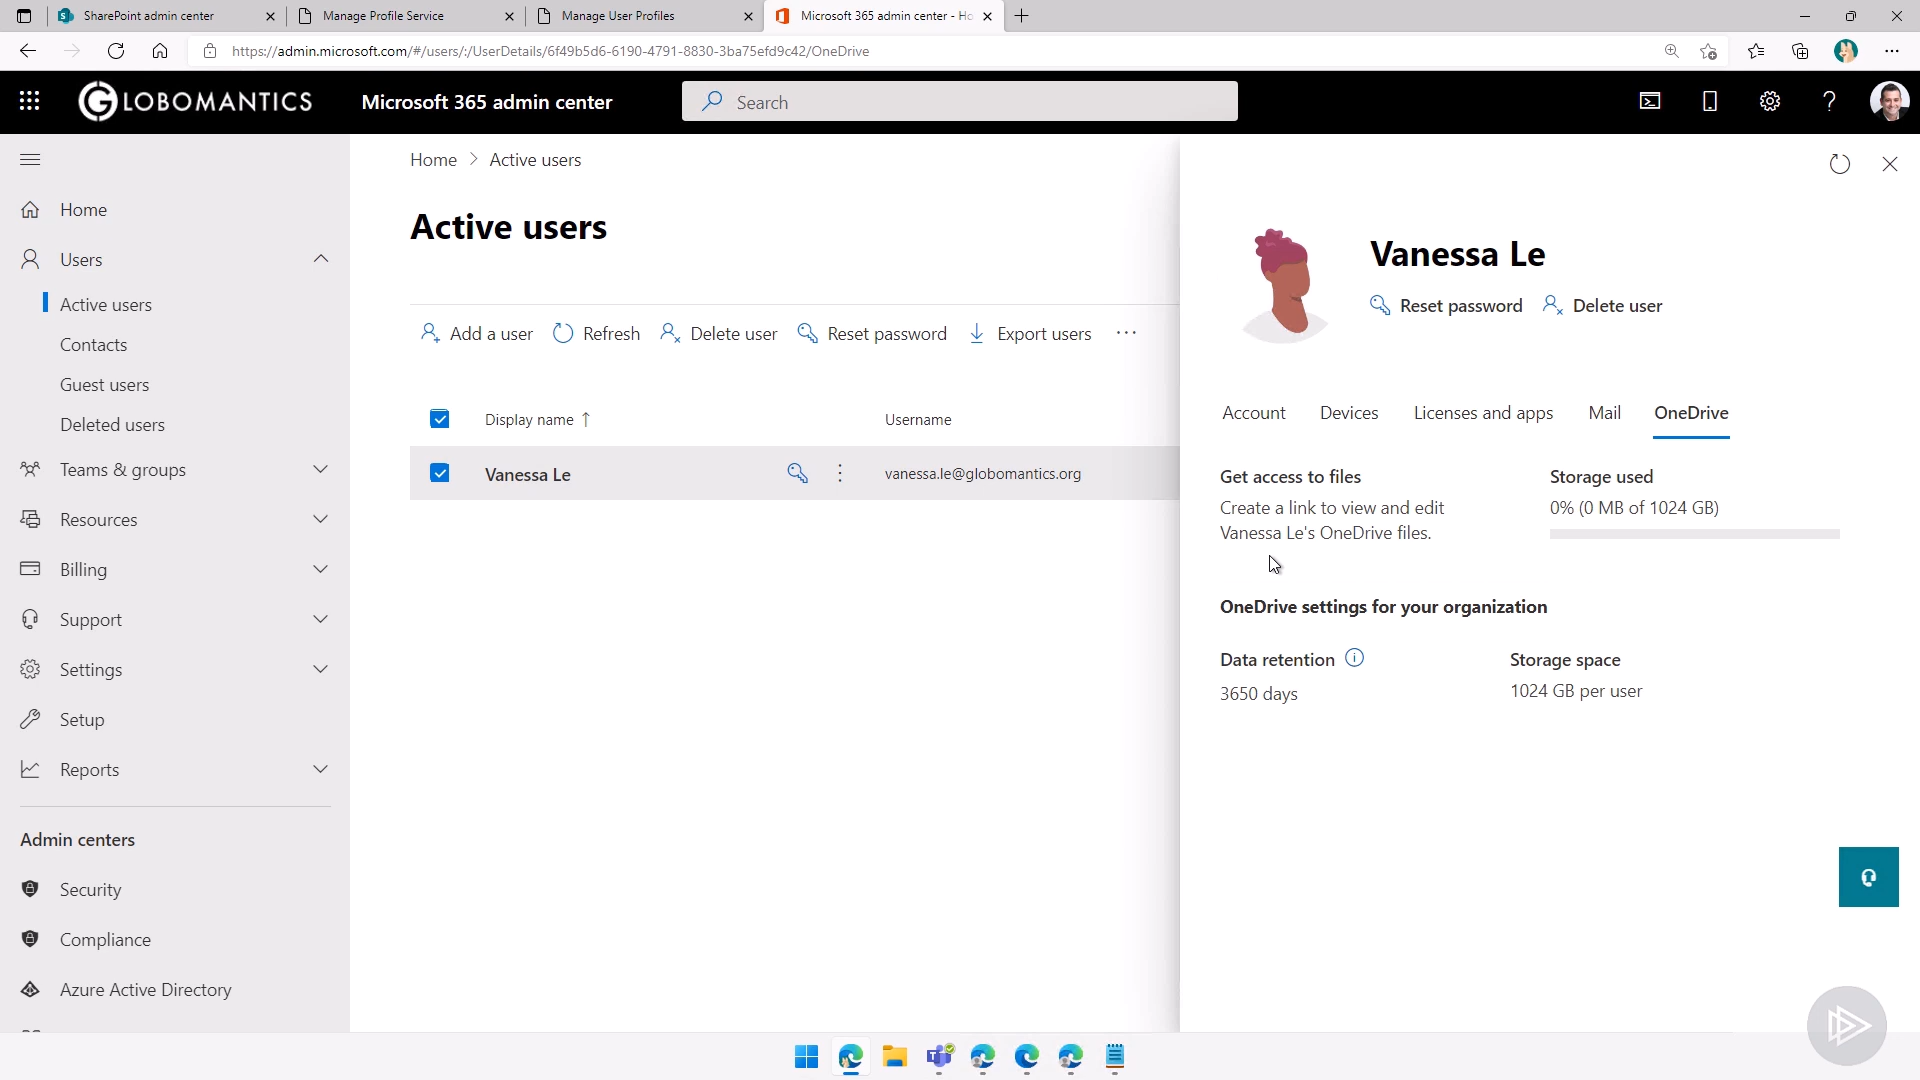 SharePoint admin center
Manage Profile Service
Manage User Profiles
Microsoft 365 admin center - Ho
https://admin.microsoft.com/#/users/:/UserDetails/6f49b5d6-6190-4791-8830-3ba75efd9c42/OneDrive
GLOBOMANTICS
Microsoft 365 admin center
Search
Home
Users
Active users
Contacts
Guest users
Deleted users
Teams & groups
Resources
Billing
Support
Settings
Setup
Reports
Admin centers
Security
Compliance
Azure Active Directory
Home > Active users
Active users
Add a user Refresh Delete user Reset password Export users
Display name ↑ Username
Vanessa Le vanessa.le@globomantics.org
Vanessa Le
Reset password Delete user
Account Devices Licenses and apps Mail OneDrive
Get access to files
Create a link to view and edit
Vanessa Le's OneDrive files.
Storage used
0% (0 MB of 1024 GB)
OneDrive settings for your organization
Data retention
3650 days
Storage space
1024 GB per user